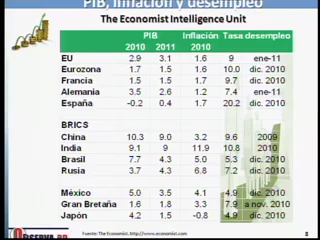 PIB, inflación y desempleo
The Economist Intelligence Unit
PIB Inflación Tasa desempleo
2010 2011 2010
EU 2.9 3.1 1.6 9 ene-11
Eurozona 1.7 1.5 1.6 10.0 dic. 2010
Francia 1.5 1.5 1.7 9.7 dic. 2010
Alemania 3.5 2.6 1.2 7.4 ene-11
España -0.2 0.4 1.7 20.2 dic. 2010
BRICS
China 10.3 9.0 3.2 9.6 2009
India 9.1 9 11.9 10.8 2010
Brasil 7.7 4.3 5.0 5.3 dic. 2010
Rusia 3.7 4.3 6.8 7.2 dic. 2010
México 5.0 3.5 4.1 4.9 dic. 2010
Gran Bretaña 1.6 1.8 3.3 7.9 a nov. 2010
Japón 4.2 1.5 -0.8 4.9 dic. 2010
Fuente: The Economist. http://www.economist.com